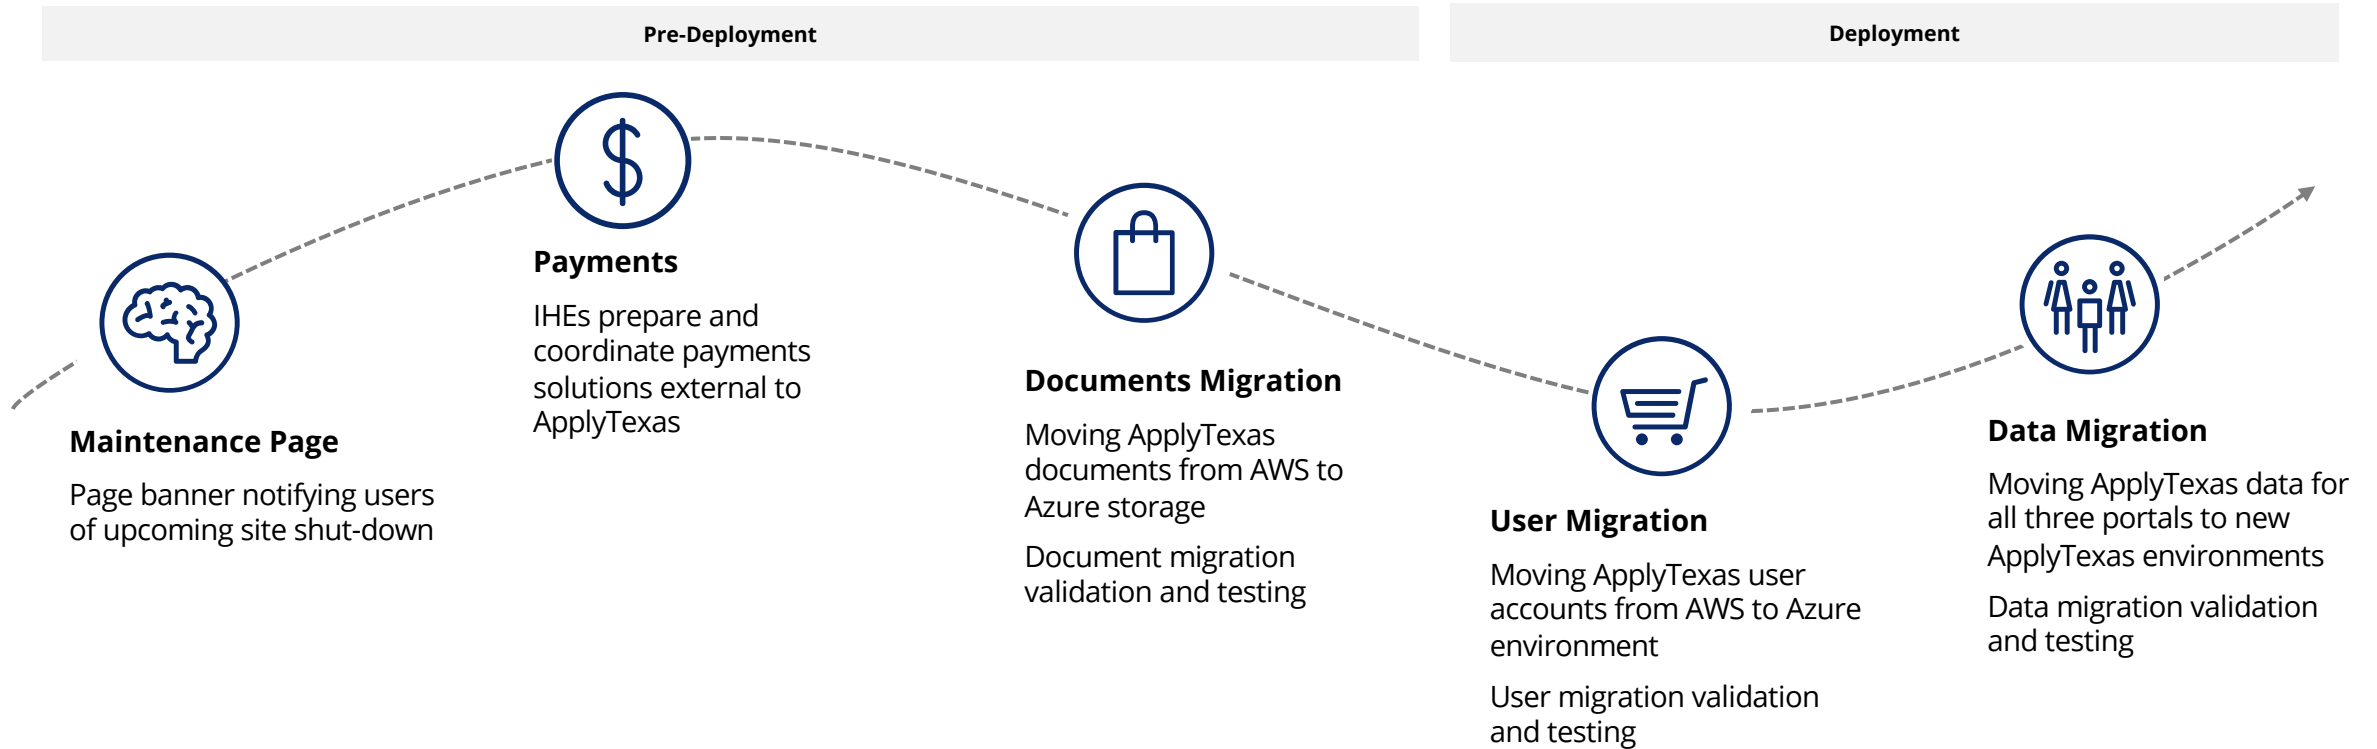 Pre-Deployment
Deployment
Maintenance Page
Page banner notifying users
of upcoming site shut-down
Payments
IHEs prepare and
coordinate payments
solutions external to
ApplyTexas
Documents Migration
Moving ApplyTexas
documents from AWS to
Azure storage
Document migration
validation and testing
User Migration
Moving ApplyTexas user
accounts from AWS to Azure
environment
User migration validation
and testing
Data Migration
Moving ApplyTexas data for
all three portals to new
ApplyTexas environments
Data migration validation
and testing